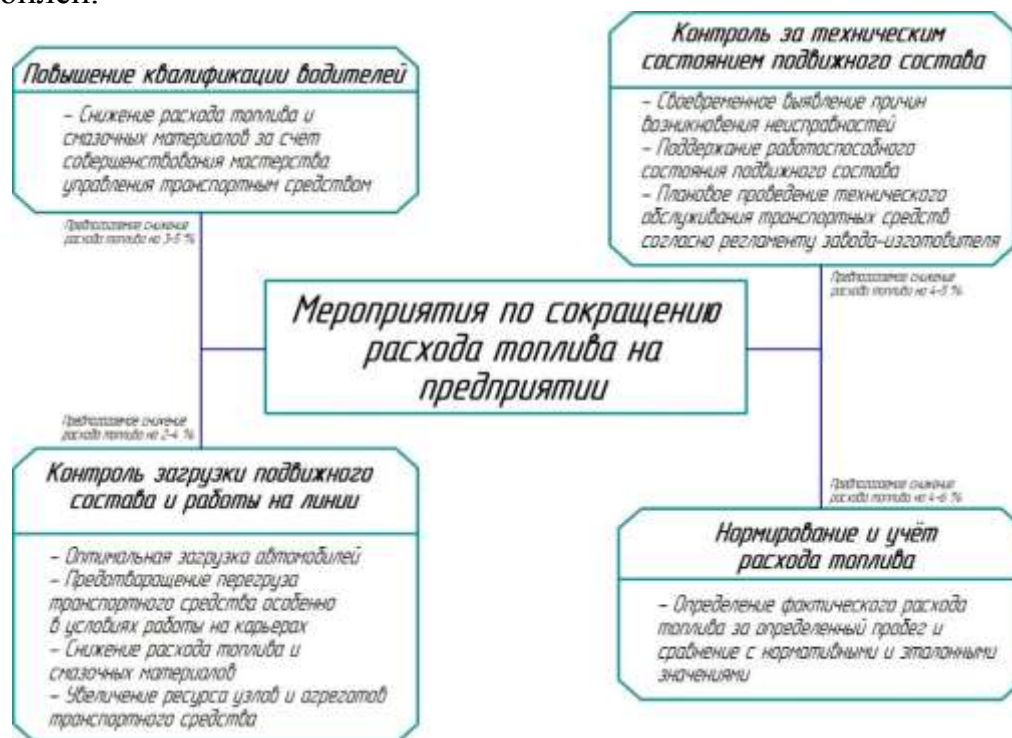 Повышение квалификации водителей
– Снижение расхода топлива и
смазочных материалов за счет
совершенствования мастерства
управления транспортным средством
Предполагаемое снижение
расхода топлива на 3-5 %
Контроль за техническим
состоянием подвижного состава
– Своевременное выявление причин
возникновения неисправностей
– Поддержание работоспособного
состояния подвижного состава
– Плановое проведение технического
обслуживания транспортных средств
согласно регламенту завода-изготовителя
Предполагаемое снижение
расхода топлива на 4-5 %
Мероприятия по сокращению
расхода топлива на
предприятии
Предполагаемое снижение
расхода топлива на 2-4 %
Контроль загрузки подвижного
состава и работы на линии
– Оптимальная загрузка автомобилей
– Предотваращение перегруза
транспортного средства особенно
в условиях работы на карьерах
– Снижение расхода топлива и
смазочных материалов
– Увеличение ресурса узлов и агрегатов
транспортного средства
Предполагаемое снижение
расхода топлива на 4-6 %
Нормирование и учёт
расхода топлива
– Определение фактического расхода
топлива за определенный пробег и
сравнение с нормативными и эталонными
значениями